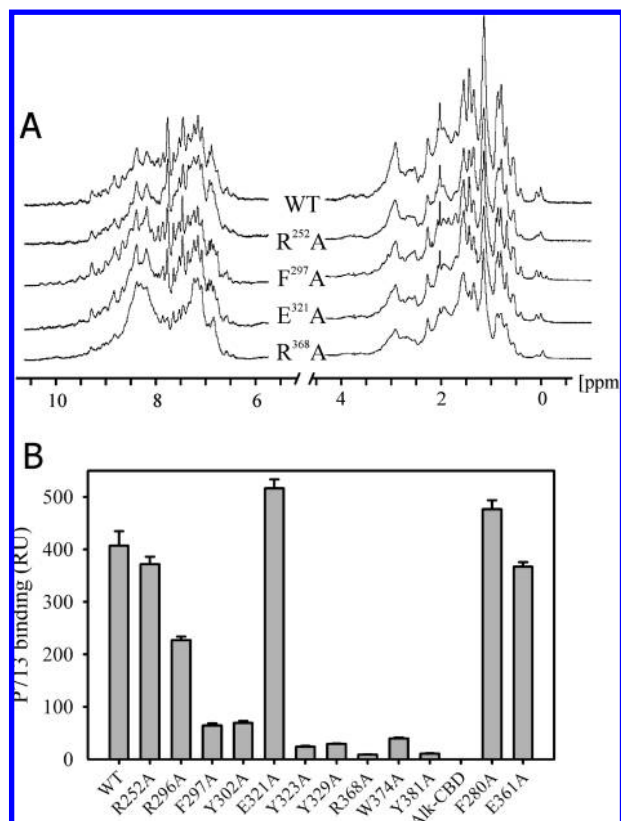 A
WT
R²⁵²A
F²⁹⁷A
E³²¹A
R³⁶⁸A
10 8 6 4 2 0 [ppm
B
P713 binding (RU)
500
400
300
200
100
0
WT R252A R296A F297A Y302A E321A Y323A Y329A R368A W374A Y381A Alk-CBD F280A E361A